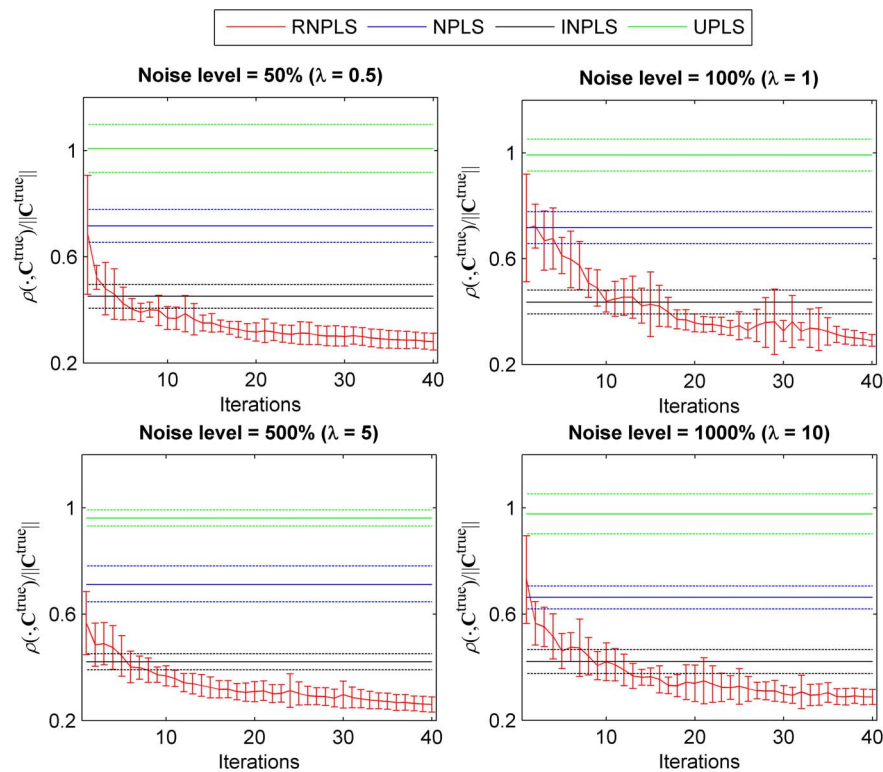 RNPLS NPLS INPLS UPLS
Noise level = 50% (λ = 0.5)
ρ(·,C^true)/||C^true||
1
0.6
0.2
10 20 30 40
Iterations
Noise level = 100% (λ = 1)
ρ(·,C^true)/||C^true||
1
0.6
0.2
10 20 30 40
Iterations
Noise level = 500% (λ = 5)
ρ(·,C^true)/||C^true||
1
0.6
0.2
10 20 30 40
Iterations
Noise level = 1000% (λ = 10)
ρ(·,C^true)/||C^true||
1
0.6
0.2
10 20 30 40
Iterations